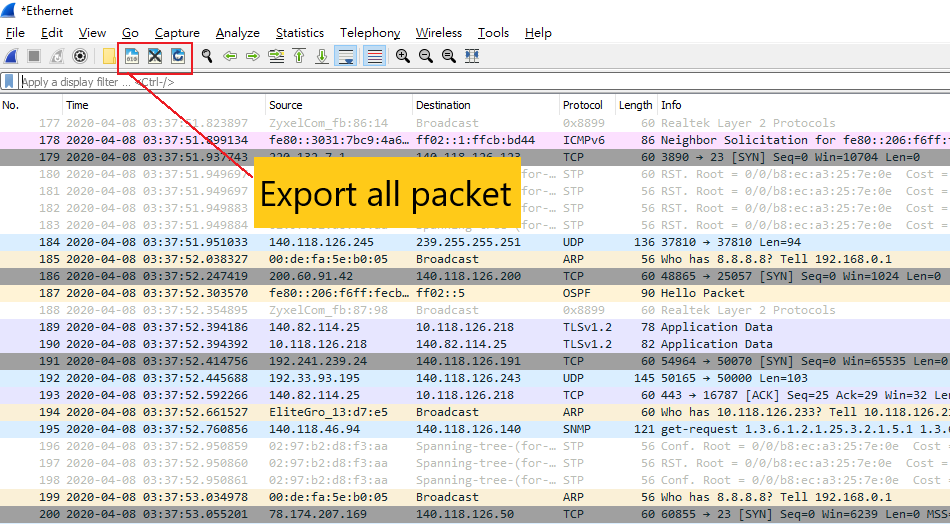 *Ethernet
File Edit View Go Capture Analyze Statistics Telephony Wireless Tools Help
Apply a display filter ... <Ctrl-/>
No. Time Source Destination Protocol Length Info
177 2020-04-08 03:37:51.823897 ZyxelCom_fb:86:14 Broadcast 0x8899 60 Realtek Layer 2 Protocols
178 2020-04-08 03:37:51.899134 fe80::3031:7bc9:4a6… ff02::1:ffcb:bd44 ICMPv6 86 Neighbor Solicitation for fe80::206:f6ff:
179 2020-04-08 03:37:51.937743 220.132.7.1 140.118.126.123 TCP 60 3890 → 23 [SYN] Seq=0 Win=10704 Len=0
180 2020-04-08 03:37:51.949697 (for-… STP 60 RST. Root = 0/0/b8:ec:a3:25:7e:0e Cost =
181 2020-04-08 03:37:51.949697 (for-… STP 56 RST. Root = 0/0/b8:ec:a3:25:7e:0e Cost =
182 2020-04-08 03:37:51.949883 (for-… STP 56 RST. Root = 0/0/b8:ec:a3:25:7e:0e Cost =
183 2020-04-08 03:37:51.949884 Spanning-tree-(for-… STP 56 RST. Root = 0/0/b8:ec:a3:25:7e:0e Cost =
Export all packet
184 2020-04-08 03:37:51.951033 140.118.126.245 239.255.255.251 UDP 136 37810 → 37810 Len=94
185 2020-04-08 03:37:52.038327 00:de:fa:5e:b0:05 Broadcast ARP 56 Who has 8.8.8.8? Tell 192.168.0.1
186 2020-04-08 03:37:52.247419 200.60.91.42 140.118.126.200 TCP 60 48865 → 25057 [SYN] Seq=0 Win=1024 Len=0
187 2020-04-08 03:37:52.303570 fe80::206:f6ff:fecb… ff02::5 OSPF 90 Hello Packet
188 2020-04-08 03:37:52.354895 ZyxelCom_fb:87:98 Broadcast 0x8899 60 Realtek Layer 2 Protocols
189 2020-04-08 03:37:52.394186 140.82.114.25 10.118.126.218 TLSv1.2 78 Application Data
190 2020-04-08 03:37:52.394392 10.118.126.218 140.82.114.25 TLSv1.2 82 Application Data
191 2020-04-08 03:37:52.414756 192.241.239.24 140.118.126.191 TCP 60 54964 → 50070 [SYN] Seq=0 Win=65535 Len=0
192 2020-04-08 03:37:52.445688 192.33.93.195 140.118.126.243 UDP 145 50165 → 50000 Len=103
193 2020-04-08 03:37:52.592266 140.82.114.25 10.118.126.218 TCP 60 443 → 16787 [ACK] Seq=25 Ack=29 Win=32 L
194 2020-04-08 03:37:52.661527 EliteGro_13:d7:e5 Broadcast ARP 60 Who has 10.118.126.233? Tell 10.118.126.2
195 2020-04-08 03:37:52.760856 140.118.46.94 140.118.126.140 SNMP 121 get-request 1.3.6.1.2.1.25.3.2.1.5.1 1.3.6
196 2020-04-08 03:37:52.950859 02:97:b2:d8:f3:aa Spanning-tree-(for-… STP 56 Conf. Root = 0/0/b8:ec:a3:25:7e:0e Cost
197 2020-04-08 03:37:52.950860 02:97:b2:d8:f3:aa Spanning-tree-(for-… STP 56 RST. Root = 0/0/b8:ec:a3:25:7e:0e Cost =
198 2020-04-08 03:37:52.950861 02:97:b2:d8:f3:aa Spanning-tree-(for-… STP 56 Conf. Root = 0/0/b8:ec:a3:25:7e:0e Cost
199 2020-04-08 03:37:53.034978 00:de:fa:5e:b0:05 Broadcast ARP 56 Who has 8.8.8.8? Tell 192.168.0.1
200 2020-04-08 03:37:53.055201 78.174.207.169 140.118.126.50 TCP 60 60855 → 23 [SYN] Seq=0 Win=6239 Len=0 MSS